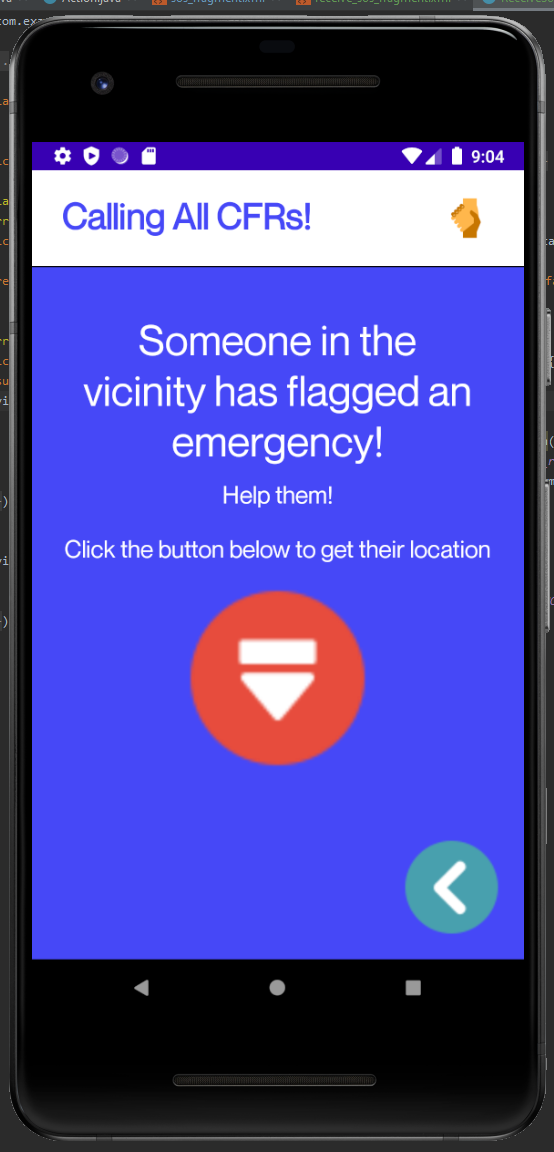 9:04
Calling All CFRs!
Someone in the
vicinity has flagged an
emergency!
Help them!
Click the button below to get their location